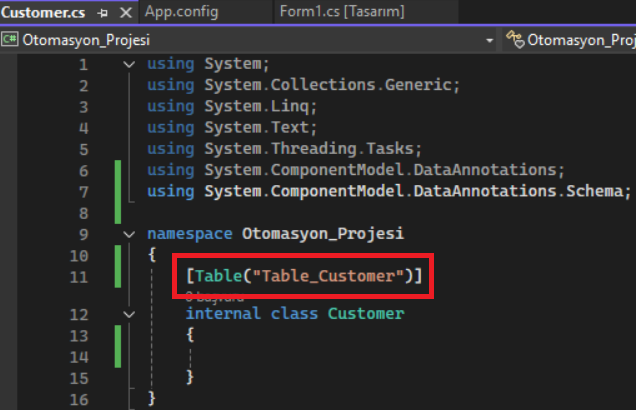 Customer.cs App.config Form1.cs [Tasarım]
C# Otomasyon_Projesi Otomasyon_Proj
1 using System;
2 using System.Collections.Generic;
3 using System.Linq;
4 using System.Text;
5 using System.Threading.Tasks;
6 using System.ComponentModel.DataAnnotations;
7 using System.ComponentModel.DataAnnotations.Schema;
8
9 namespace Otomasyon_Projesi
10 {
11 [Table("Table_Customer")]
12 internal class Customer
13 {
14
15 }
16 }